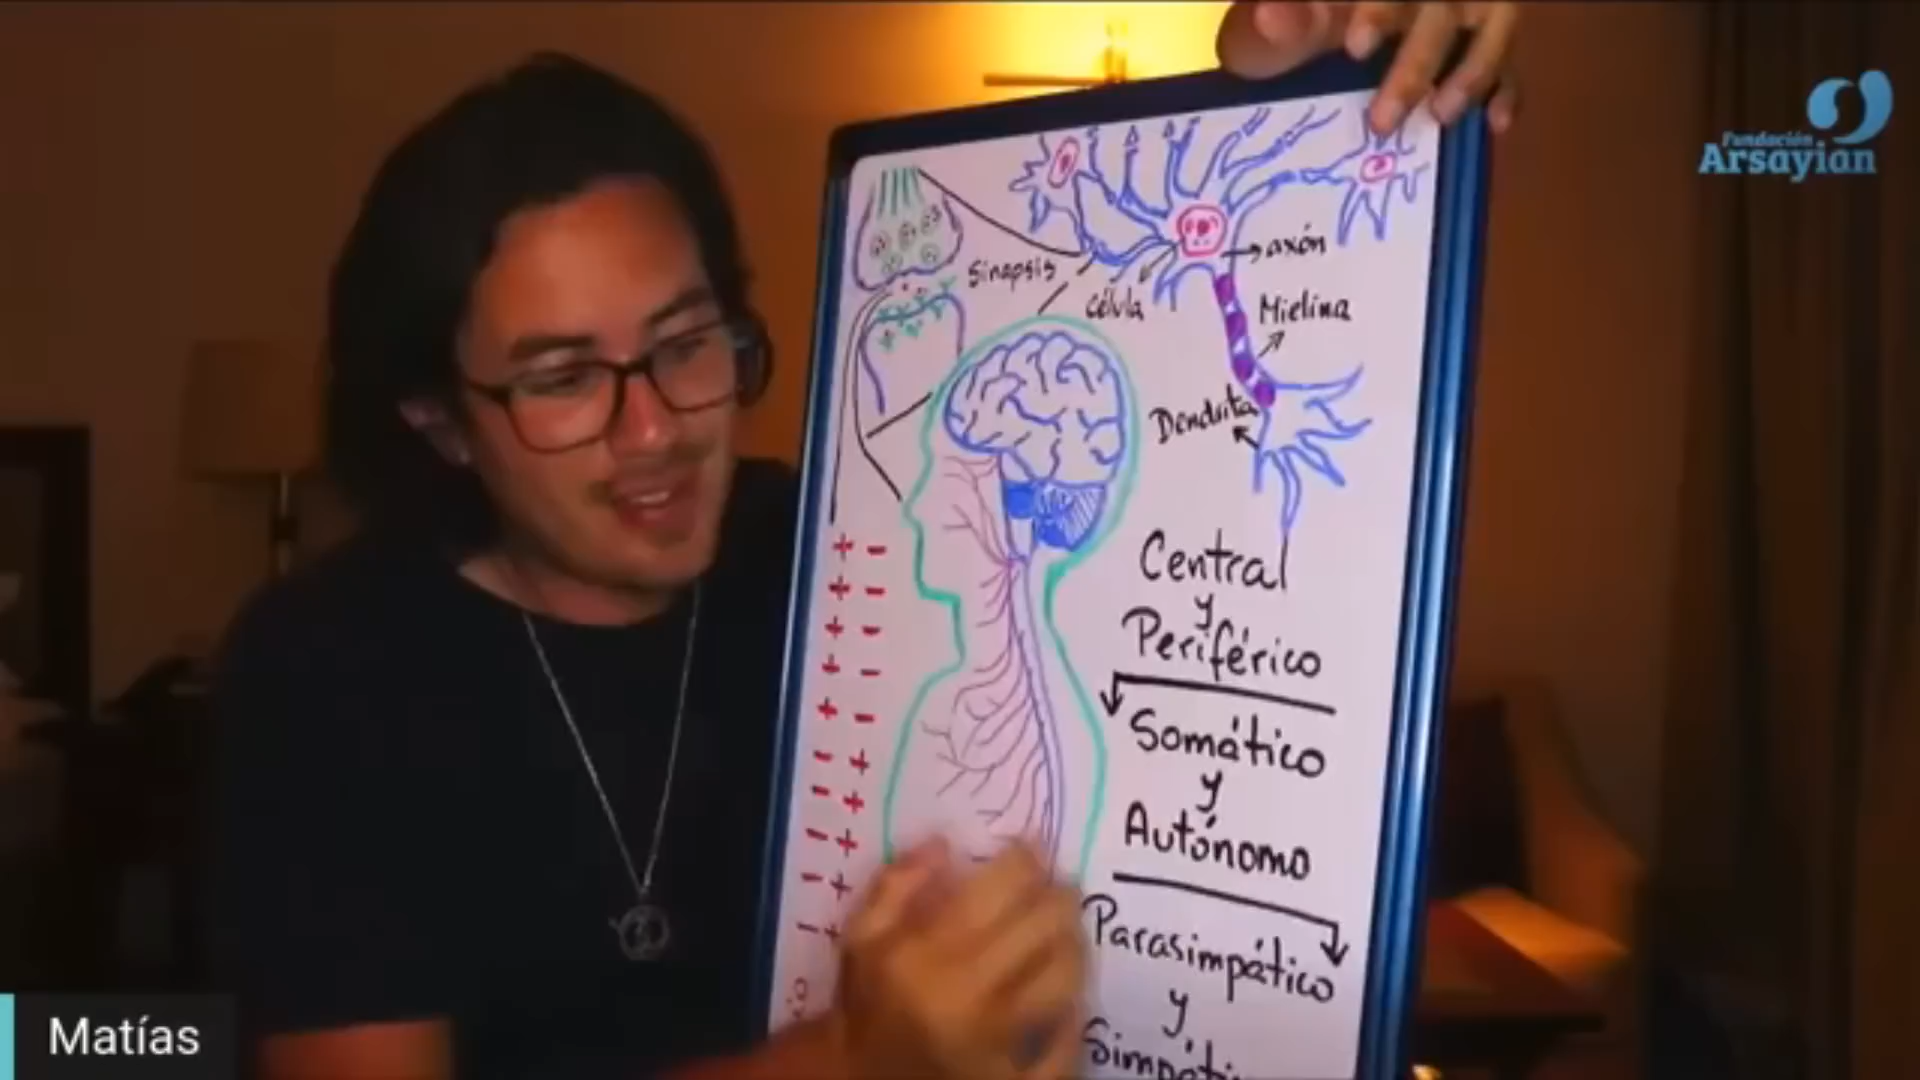 Fundación
Arsayian
Sinapsis
Célula
axón
Mielina
Dendrita
+ -
+ -
+ -
+ -
+ -
- +
- +
- +
- +
- +
Central
y
Periférico
Somático
y
Autónomo
Parasimpático
y
Matías